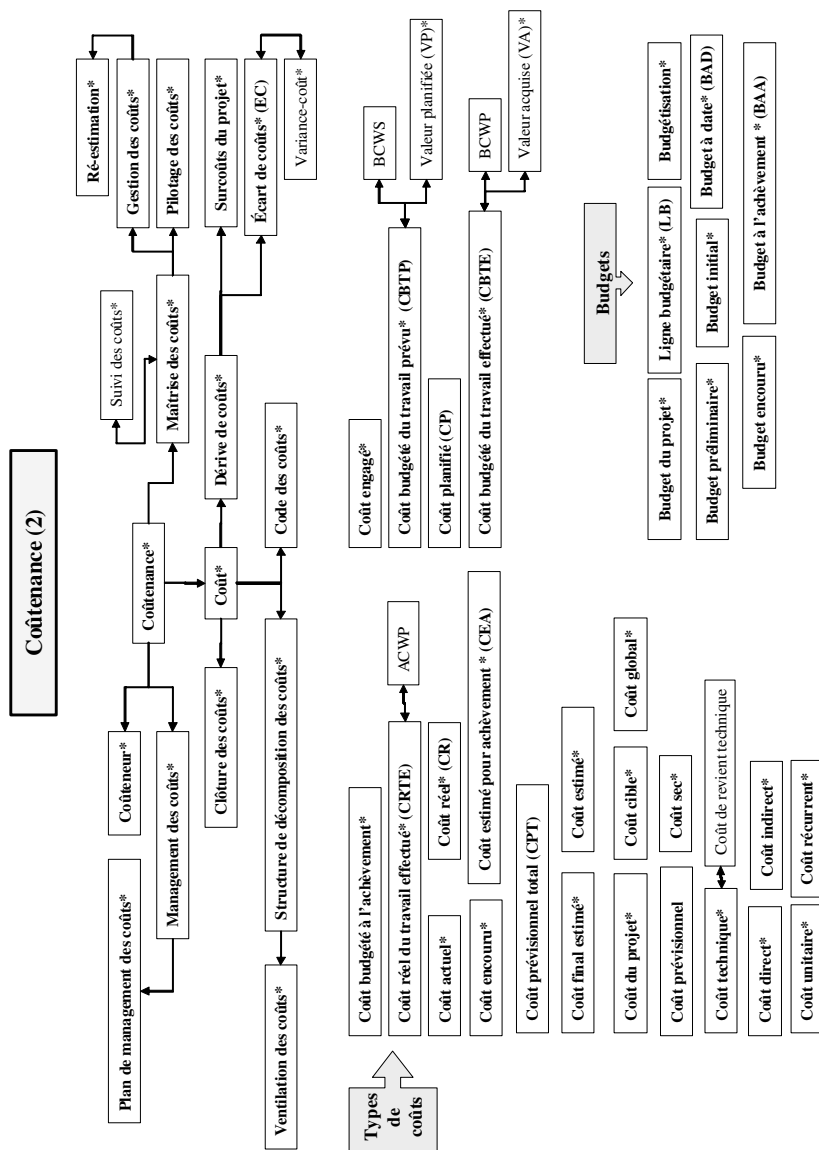 Coûtenance (2)
Plan de management des coûts*
Coûteneur*
Management des coûts*
Coûtenance*
Suivi des coûts*
Maîtrise des coûts*
Ré-estimation*
Gestion des coûts*
Pilotage des coûts*
Clôture des coûts*
Coût*
Dérive de coûts*
Surcoûts du projet*
Écart de coûts* (EC)
Variance-coût*
Ventilation des coûts*
Structure de décomposition des coûts*
Code des coûts*
Types
de
coûts
Coût budgété à l'achèvement*
Coût réel du travail effectué* (CRTE)
ACWP
Coût actuel*
Coût réel* (CR)
Coût encouru*
Coût estimé pour achèvement * (CEA)
Coût prévisionnel total (CPT)
Coût final estimé*
Coût estimé*
Coût du projet*
Coût cible*
Coût global*
Coût prévisionnel
Coût sec*
Coût technique*
Coût de revient technique
Coût direct*
Coût indirect*
Coût unitaire*
Coût récurrent*
Coût engagé*
Coût budgété du travail prévu* (CBTP)
BCWS
Valeur planifiée (VP)*
Coût planifié (CP)
Coût budgété du travail effectué* (CBTE)
BCWP
Valeur acquise (VA)*
Budgets
Budget du projet*
Ligne budgétaire* (LB)
Budgétisation*
Budget préliminaire*
Budget initial*
Budget à date* (BAD)
Budget encouru*
Budget à l'achèvement * (BAA)